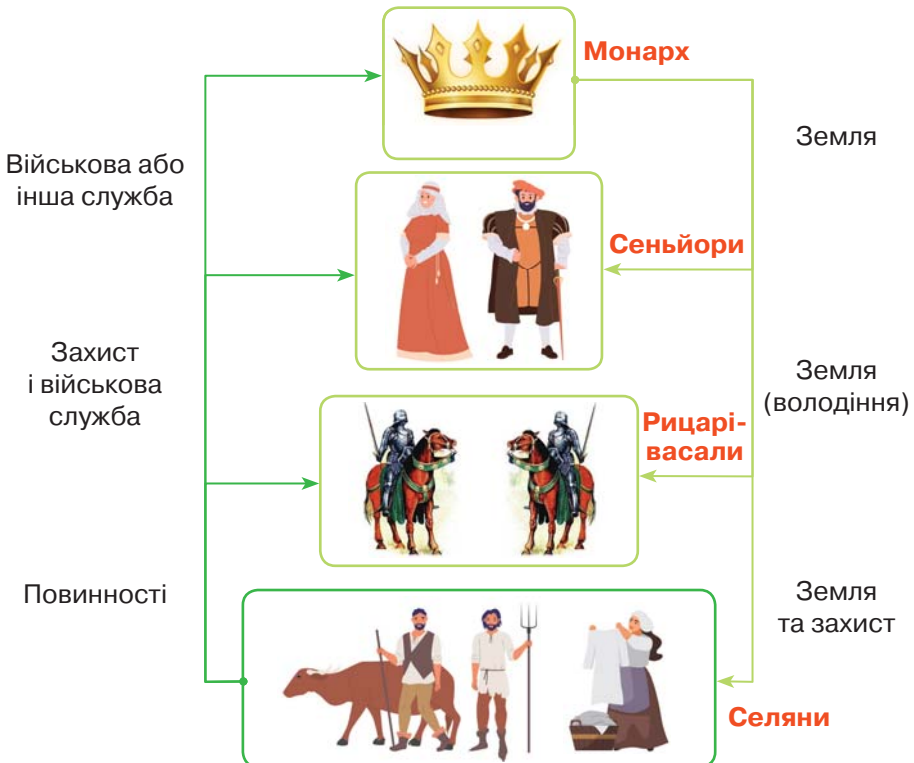 Монарх
Військова або
інша служба
Земля
Сеньйори
Захист
і військова
служба
Земля
(володіння)
Рицарі-
васали
Повинності
Земля
та захист
Селяни